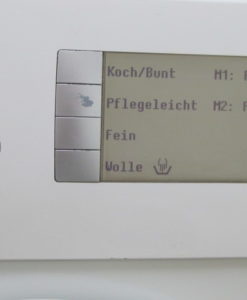 Koch/Bunt M1:
Pflegeleicht M2:
Fein
Wolle